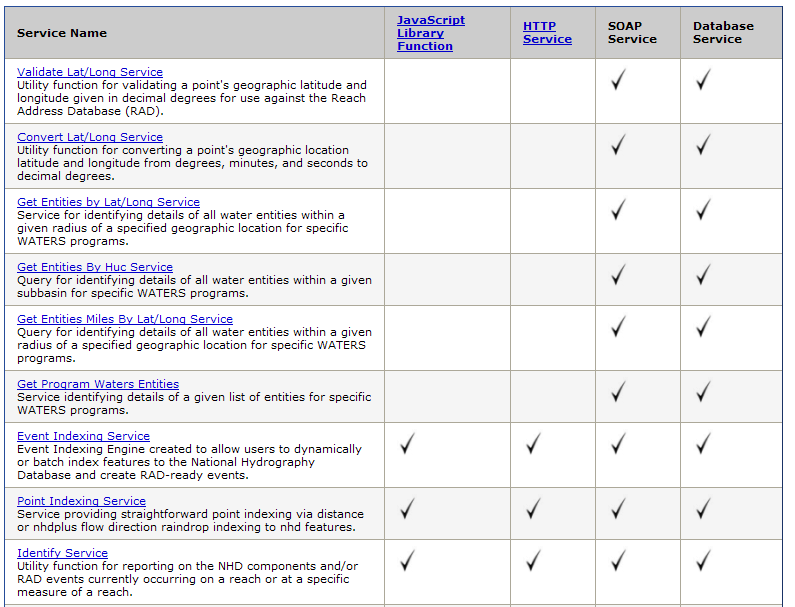 Service Name
JavaScript
Library
Function
HTTP
Service
SOAP
Service
Database
Service
Validate Lat/Long Service
Utility function for validating a point's geographic latitude and
longitude given in decimal degrees for use against the Reach
Address Database (RAD).
Convert Lat/Long Service
Utility function for converting a point's geographic location
latitude and longitude from degrees, minutes, and seconds to
decimal degrees.
Get Entities by Lat/Long Service
Service for identifying details of all water entities within a
given radius of a specified geographic location for specific
WATERS programs.
Get Entities By Huc Service
Query for identifying details of all water entities within a given
subbasin for specific WATERS programs.
Get Entities Miles By Lat/Long Service
Query for identifying details of all water entities within a given
radius of a specified geographic location for specific WATERS
programs.
Get Program Waters Entities
Service identifying details of a given list of entities for specific
WATERS programs.
Event Indexing Service
Event Indexing Engine created to allow users to dynamically
or batch index features to the National Hydrography
Database and create RAD-ready events.
Point Indexing Service
Service providing straightforward point indexing via distance
or nhdplus flow direction raindrop indexing to nhd features.
Identify Service
Utility function for reporting on the NHD components and/or
RAD events currently occurring on a reach or at a specific
measure of a reach.